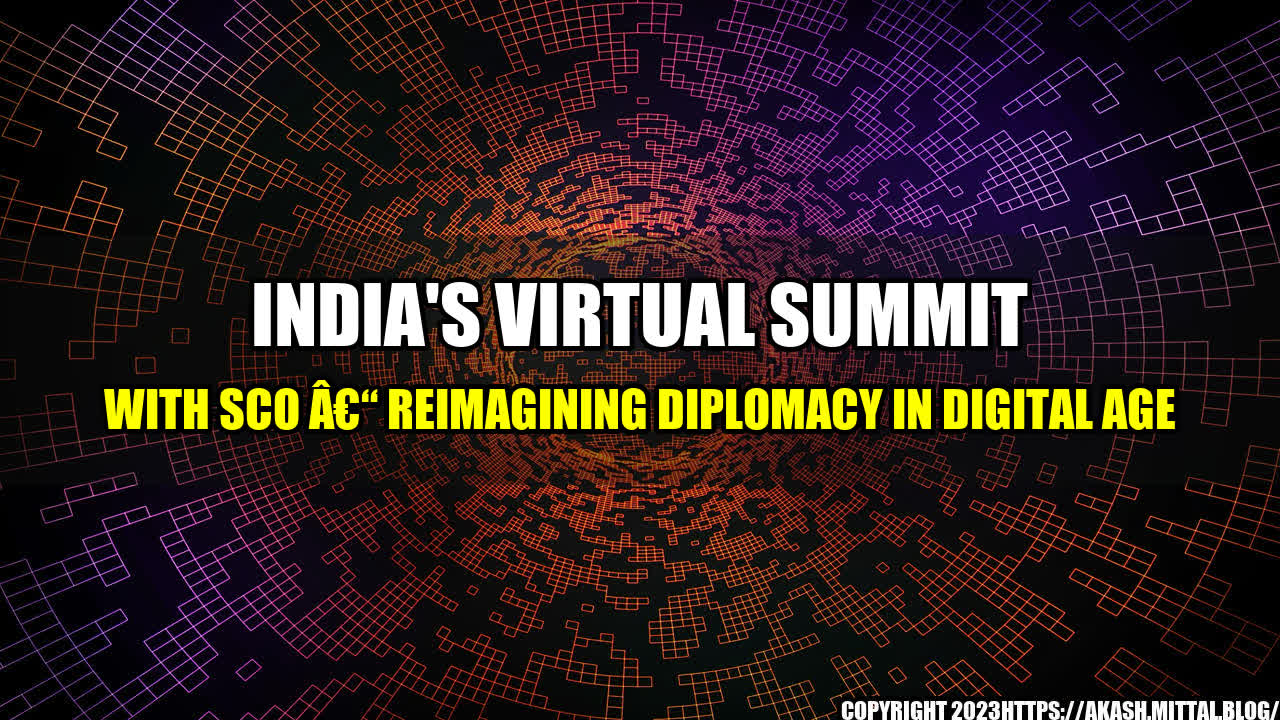 INDIA'S VIRTUAL SUMMIT
WITH SCO Â€“ REIMAGINING DIPLOMACY IN DIGITAL AGE
COPYRIGHT 2023HTTPS://AKASH.MITTAL.BLOG/